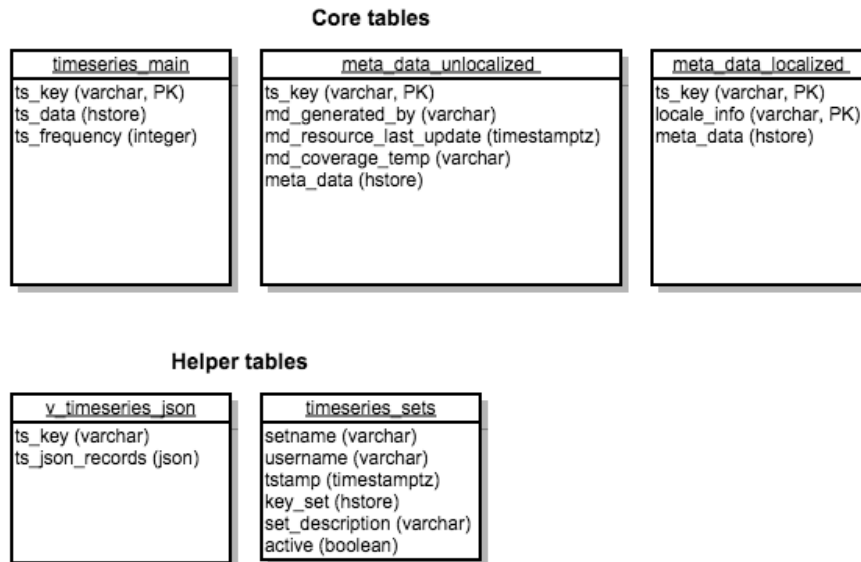 Core tables
timeseries_main
ts_key (varchar, PK)
ts_data (hstore)
ts_frequency (integer)
meta_data_unlocalized
ts_key (varchar, PK)
md_generated_by (varchar)
md_resource_last_update (timestamptz)
md_coverage_temp (varchar)
meta_data (hstore)
meta_data_localized
ts_key (varchar, PK)
locale_info (varchar, PK)
meta_data (hstore)
Helper tables
v_timeseries_json
ts_key (varchar)
ts_json_records (json)
timeseries_sets
setname (varchar)
username (varchar)
tstamp (timestamptz)
key_set (hstore)
set_description (varchar)
active (boolean)